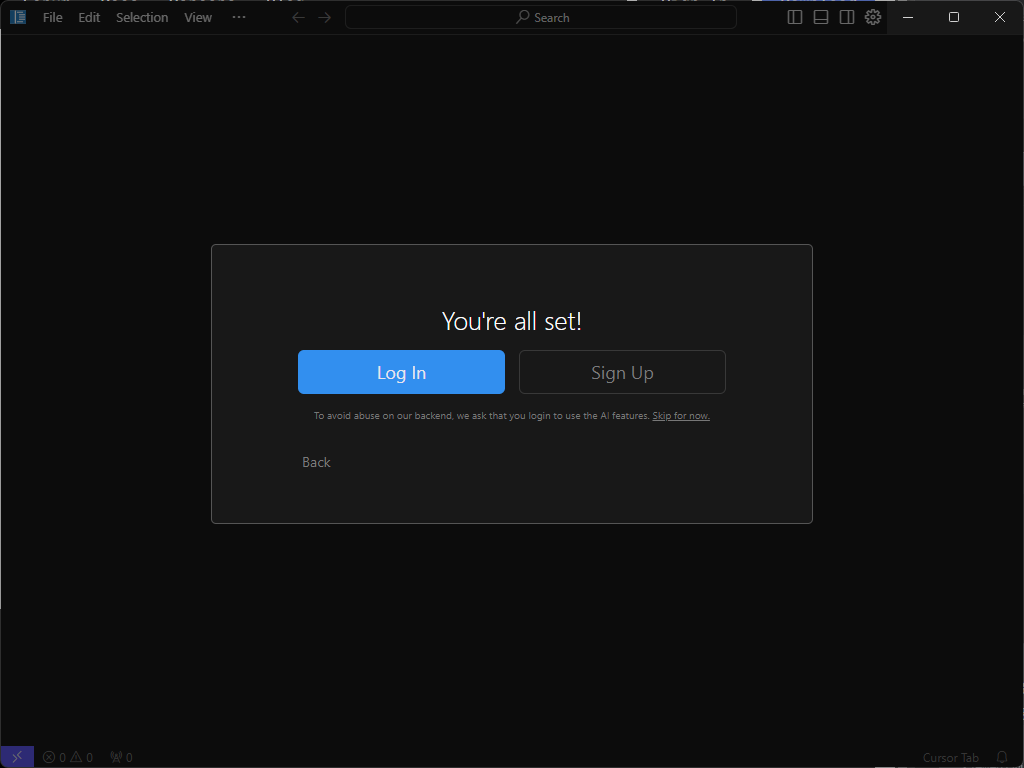 File Edit Selection View ··· Search
You're all set!
Log In Sign Up
To avoid abuse on our backend, we ask that you login to use the AI features. Skip for now.
Back
0 0 0 Cursor Tab